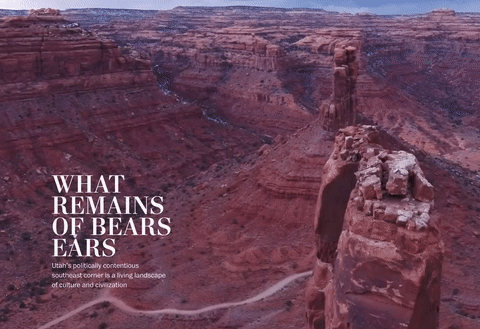 WHAT
REMAINS
OF BEARS
EARS
Utah's politically contentious
southeast corner is a living landscape
of culture and civilization